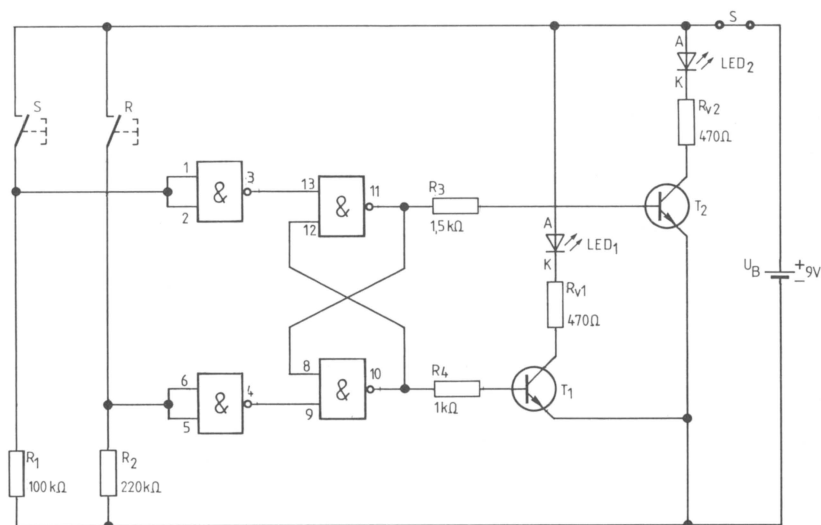 S
A
LED2
K
Rv2
470Ω
S
R
1
&
3
2
13
&
11
12
R3
1,5kΩ
T2
A
LED1
K
UB
+
9V
−
Rv1
470Ω
6
&
4
5
8
&
10
9
R4
1kΩ
T1
R1
100kΩ
R2
220kΩ